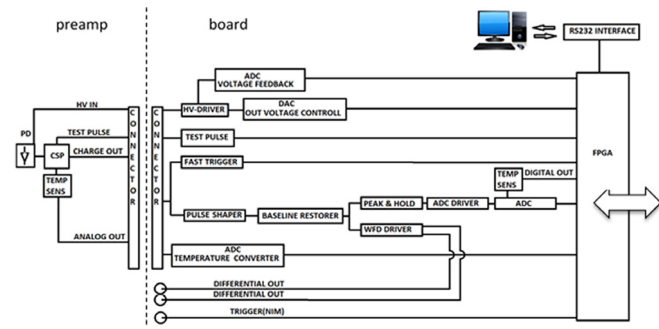 preamp
board
RS232 INTERFACE
ADC
VOLTAGE FEEDBACK
HV IN
HV-DRIVER
DAC
OUT VOLTAGE CONTROLL
PD
CONNECTOR
CONNECTOR
TEST PULSE
TEST PULSE
CSP
CHARGE OUT
FAST TRIGGER
FPGA
TEMP
SENS
TEMP
SENS
DIGITAL OUT
PEAK & HOLD
ADC DRIVER
ADC
PULSE SHAPER
BASELINE RESTORER
WFD DRIVER
ANALOG OUT
ADC
TEMPERATURE CONVERTER
DIFFERENTIAL OUT
DIFFERENTIAL OUT
TRIGGER(NIM)